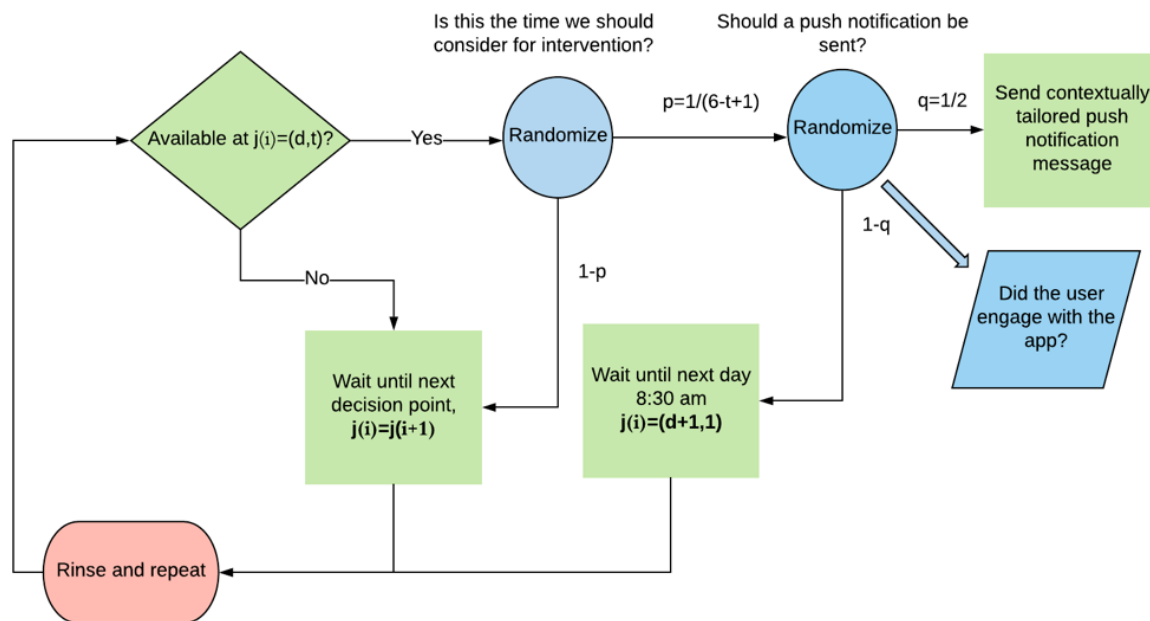 Is this the time we should
consider for intervention?
Should a push notification be
sent?
Available at j(i)=(d,t)?
Yes
Randomize
p=1/(6-t+1)
Randomize
q=1/2
Send contextually
tailored push
notification
message
No
1-p
1-q
Did the user
engage with the
app?
Wait until next
decision point,
j(i)=j(i+1)
Wait until next day
8:30 am
j(i)=(d+1,1)
Rinse and repeat